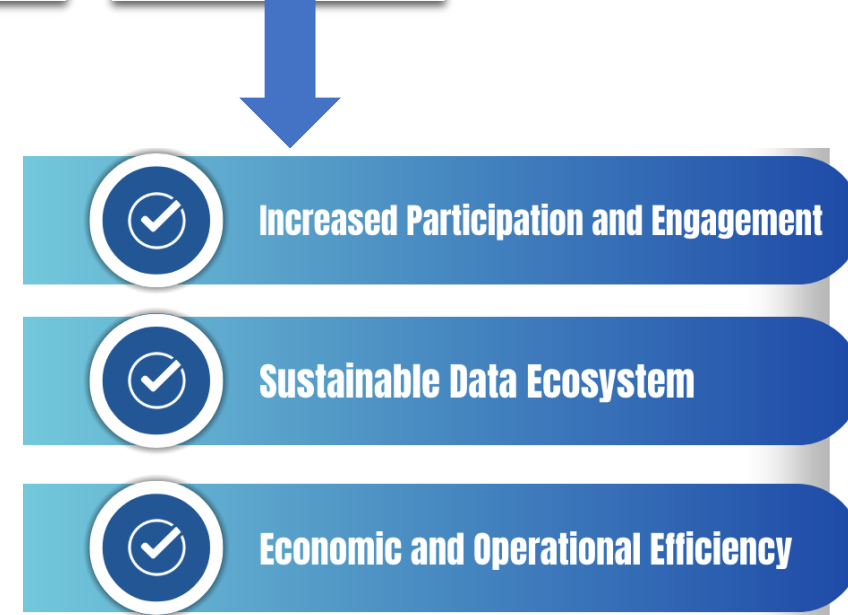 Increased Participation and Engagement
Sustainable Data Ecosystem
Economic and Operational Efficiency